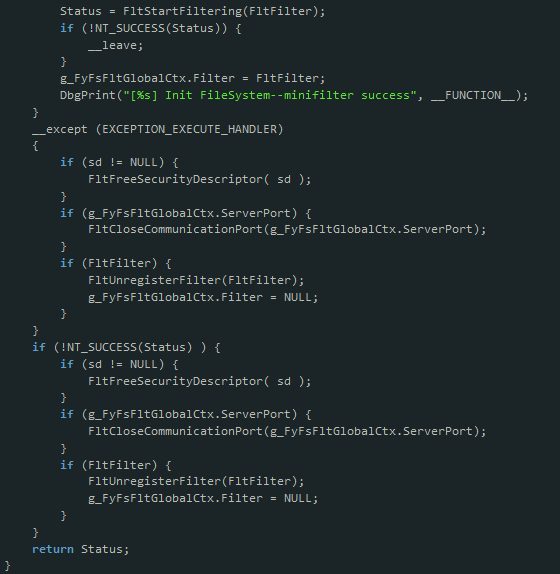 Status = FltStartFiltering(FltFilter);
        if (!NT_SUCCESS(Status)) {
            __leave;
        }
        g_FyFsFltGlobalCtx.Filter = FltFilter;
        DbgPrint("[%s] Init FileSystem--minifilter success", __FUNCTION__);
    }
    __except (EXCEPTION_EXECUTE_HANDLER)
    {
        if (sd != NULL) {
            FltFreeSecurityDescriptor( sd );
        }
        if (g_FyFsFltGlobalCtx.ServerPort) {
            FltCloseCommunicationPort(g_FyFsFltGlobalCtx.ServerPort);
        }
        if (FltFilter) {
            FltUnregisterFilter(FltFilter);
            g_FyFsFltGlobalCtx.Filter = NULL;
        }
    }
    if (!NT_SUCCESS(Status) ) {
        if (sd != NULL) {
            FltFreeSecurityDescriptor( sd );
        }
        if (g_FyFsFltGlobalCtx.ServerPort) {
            FltCloseCommunicationPort(g_FyFsFltGlobalCtx.ServerPort);
        }
        if (FltFilter) {
            FltUnregisterFilter(FltFilter);
            g_FyFsFltGlobalCtx.Filter = NULL;
        }
    }
    return Status;
}